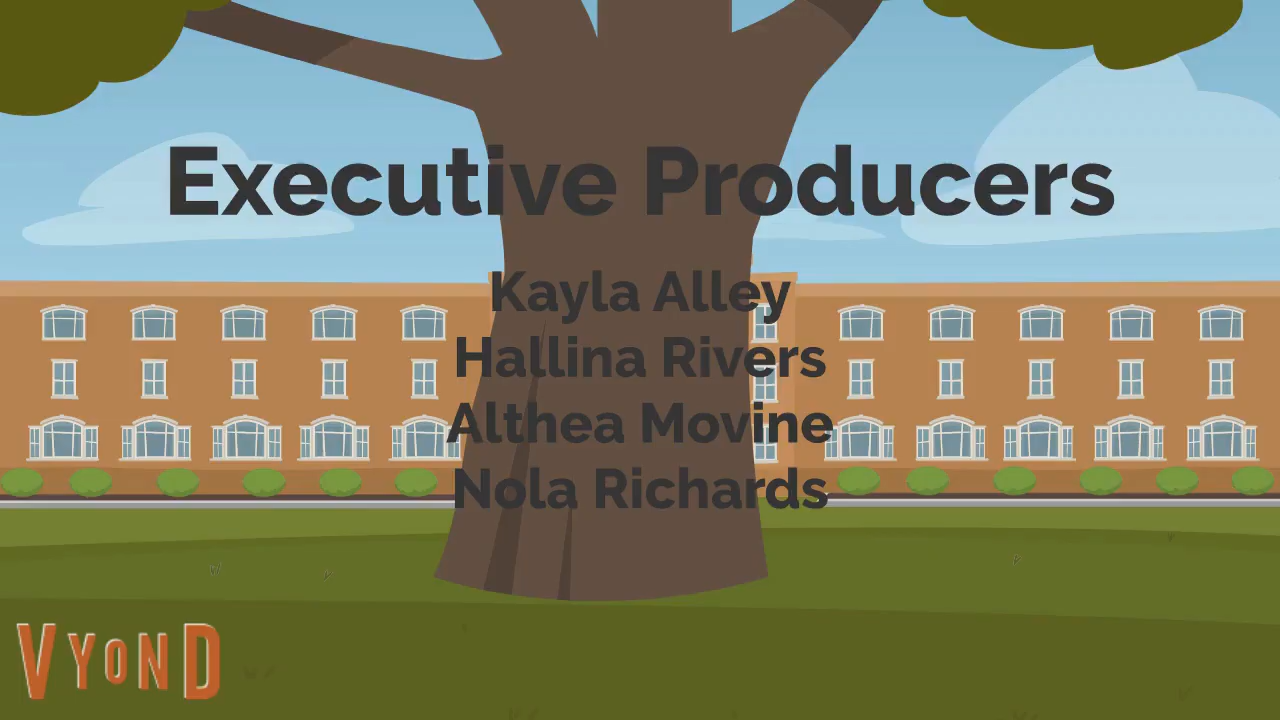 Executive Producers
Kayla Alley
Hallina Rivers
Althea Movine
Nola Richards
VYOND